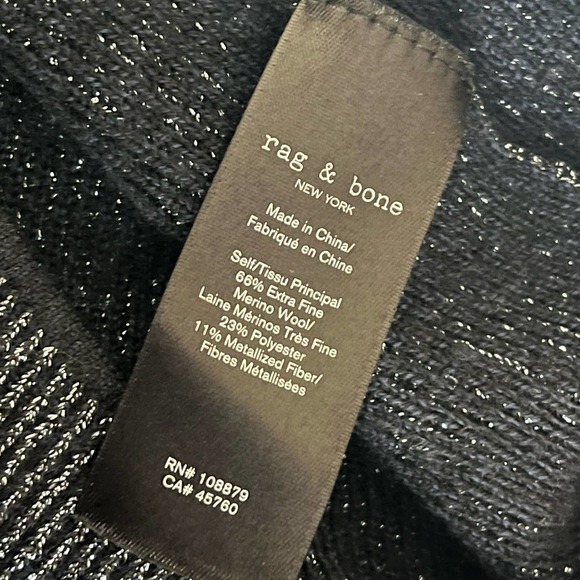 rag & bone
NEW YORK
Made in China/
Fabriqué en Chine
Self/Tissu Principal
66% Extra Fine
Merino Wool/
Laine Mérinos Très Fine
23% Polyester
11% Metallized Fiber/
Fibres Métallisées
RN# 108879
CA# 45760